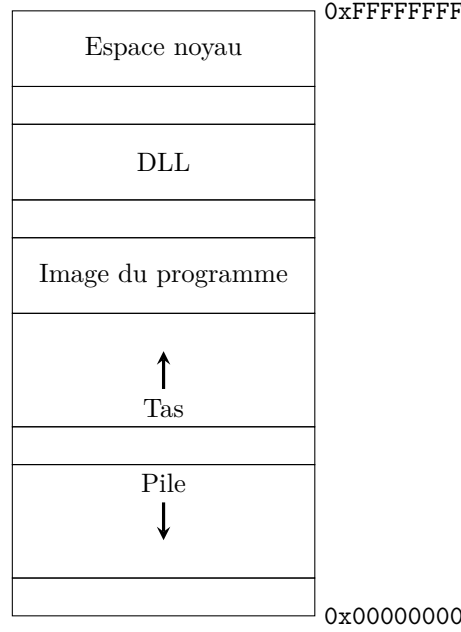 0xFFFFFFFF
Espace noyau
DLL
Image du programme
Tas
Pile
0x00000000